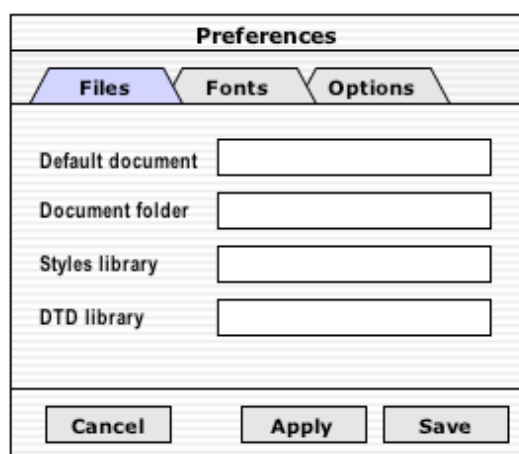 Preferences
Files Fonts Options
Default document
Document folder
Styles library
DTD library
Cancel Apply Save